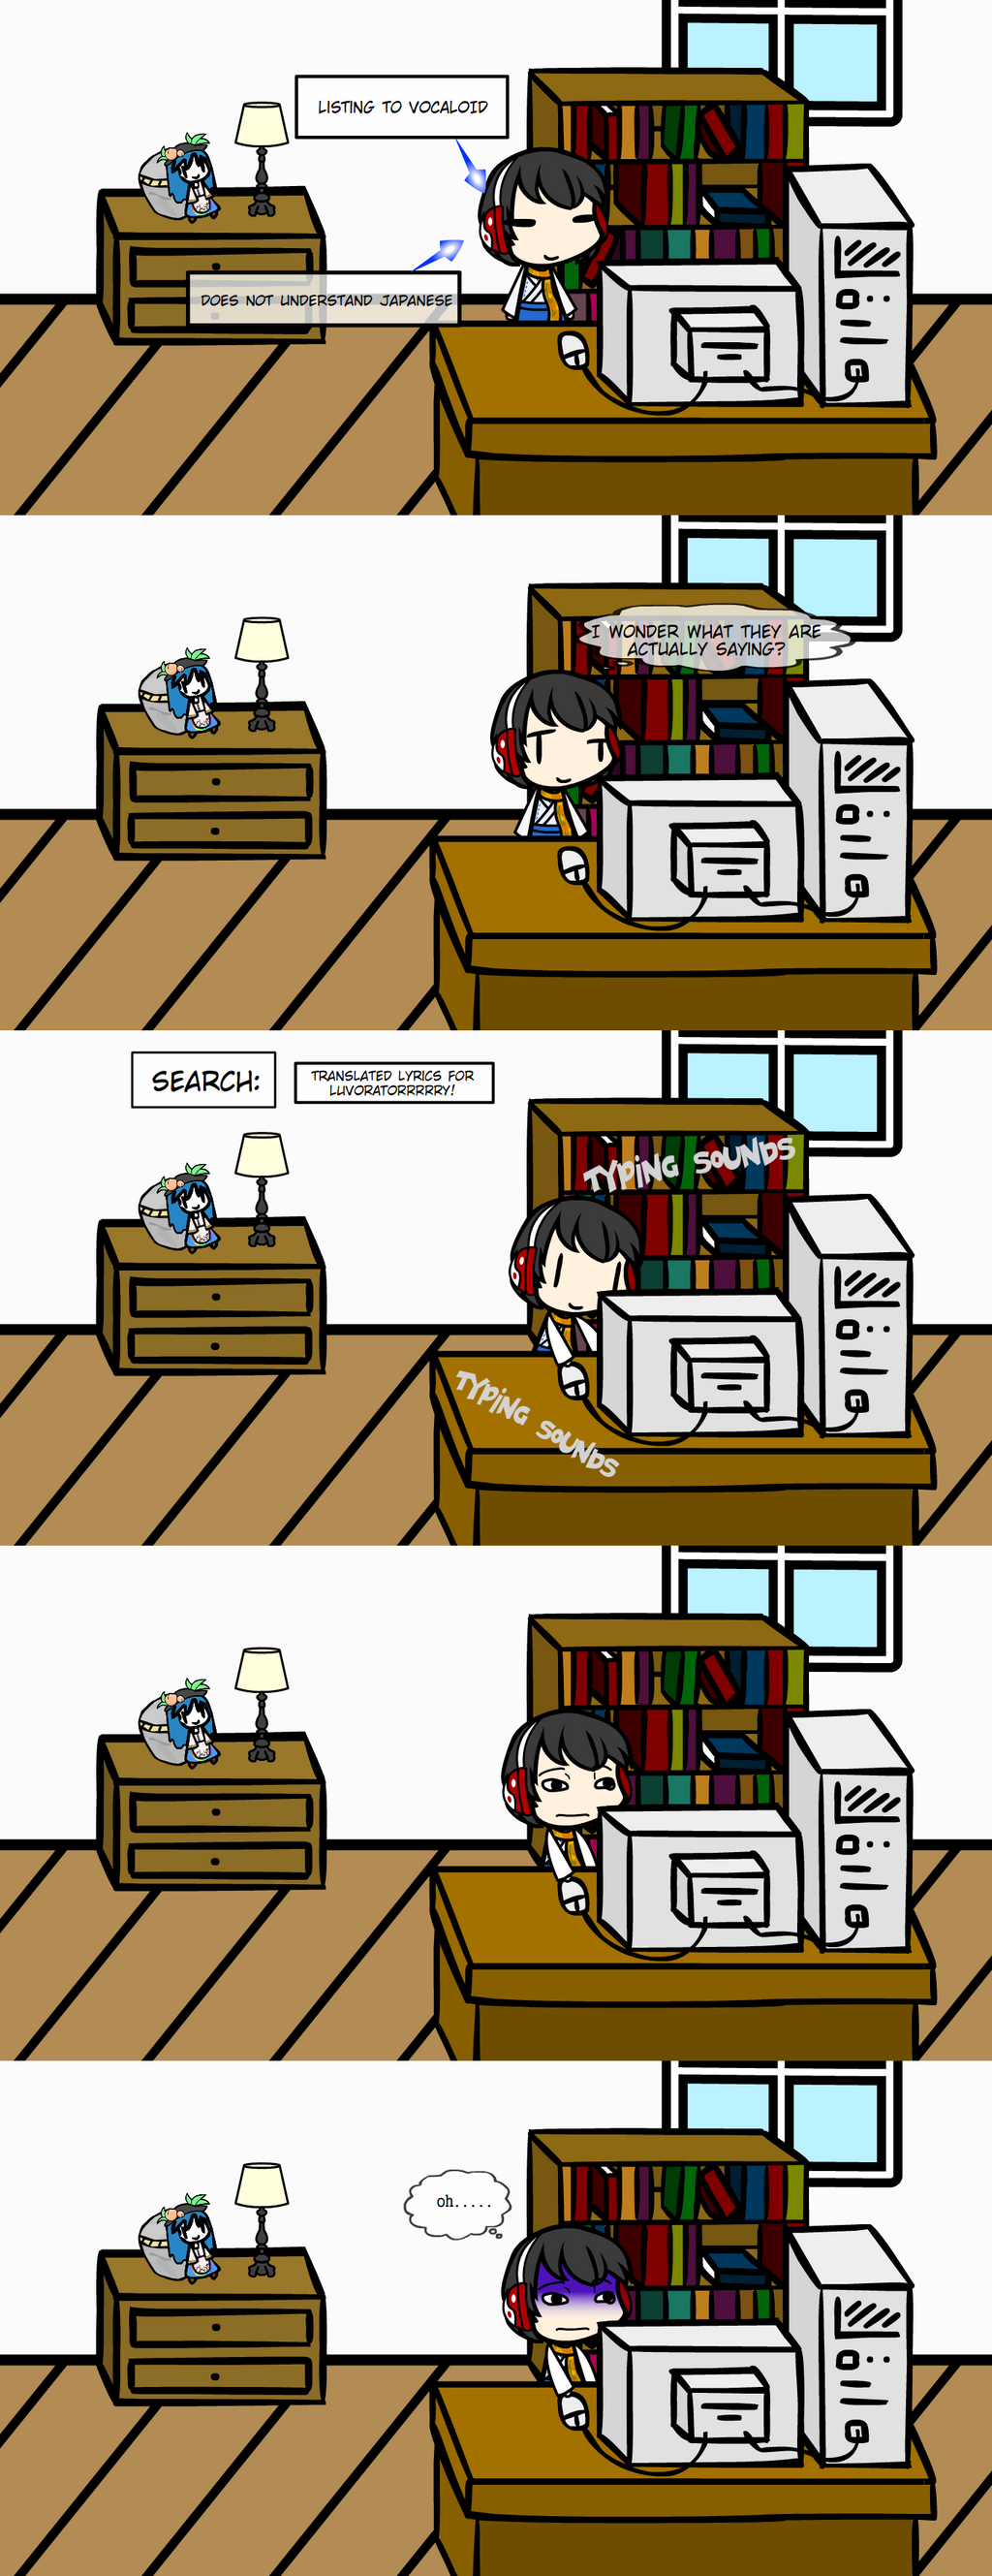 LISTING TO VOCALOID
DOES NOT UNDERSTAND JAPANESE
I WONDER WHAT THEY ARE
ACTUALLY SAYING?
SEARCH:
TRANSLATED LYRICS FOR
LUVORATORRRRRY!
TYPING SOUNDS
TYPING SOUNDS
oh.....